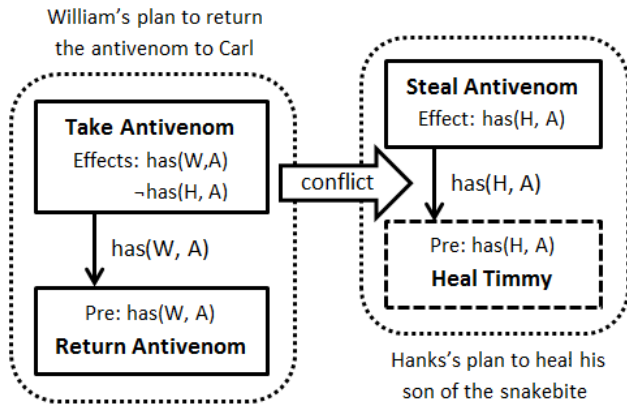 William's plan to return
the antivenom to Carl
Take Antivenom
Effects: has(W,A)
¬has(H, A)
has(W, A)
Pre: has(W, A)
Return Antivenom
conflict
Steal Antivenom
Effect: has(H, A)
has(H, A)
Pre: has(H, A)
Heal Timmy
Hanks's plan to heal his
son of the snakebite